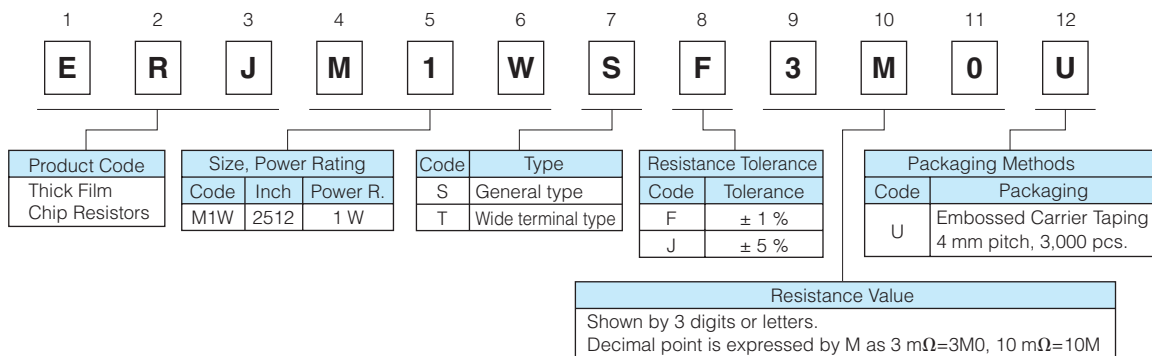 1 2 3 4 5 6 7 8 9 10 11 12
E R J M 1 W S F 3 M 0 U
Product Code
Thick Film
Chip Resistors
Size, Power Rating
Code Inch Power R.
M1W 2512 1 W
Code Type
S General type
T Wide terminal type
Resistance Tolerance
Code Tolerance
F ± 1 %
J ± 5 %
Packaging Methods
Code Packaging
U Embossed Carrier Taping
4 mm pitch, 3,000 pcs.
Resistance Value
Shown by 3 digits or letters.
Decimal point is expressed by M as 3 mΩ=3M0, 10 mΩ=10M